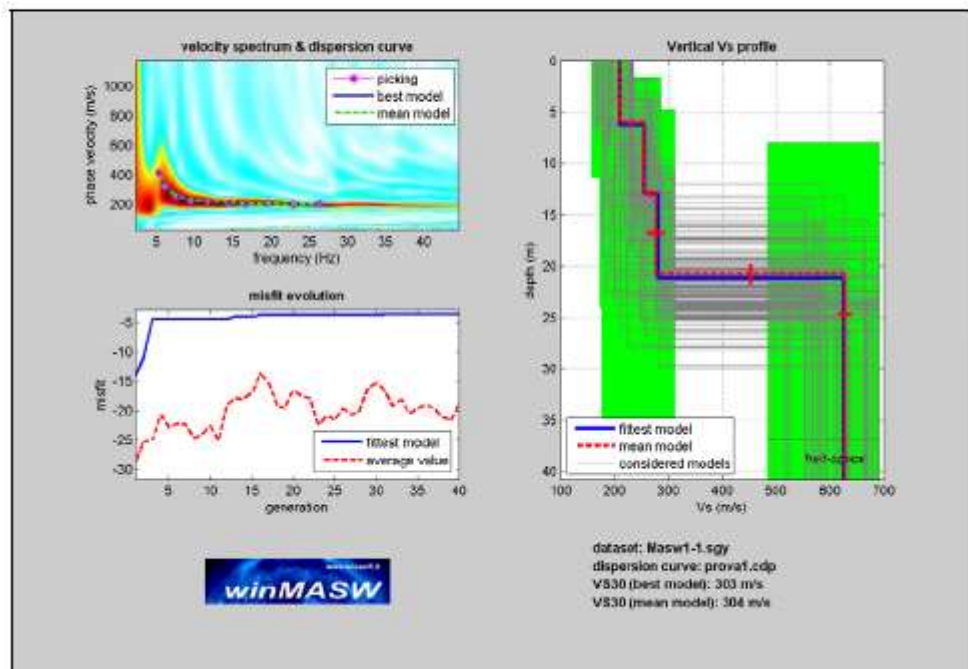 velocity spectrum & dispersion curve
picking
best model
mean model
phase velocity (m/s)
1000
800
600
400
200
5 10 15 20 25 30 35 40
frequency (Hz)
misfit evolution
misfit
-5
-10
-15
-20
-25
-30
fittest model
average value
5 10 15 20 25 30 35 40
generation
winMASW
Vertical Vs profile
depth (m)
0
5
10
15
20
25
30
35
40
fittest model
mean model
considered models
half-space
100 200 300 400 500 600 700
Vs (m/s)
dataset: Masw1-1.sgy
dispersion curve: prova1.cdp
VS30 (best model): 303 m/s
VS30 (mean model): 304 m/s